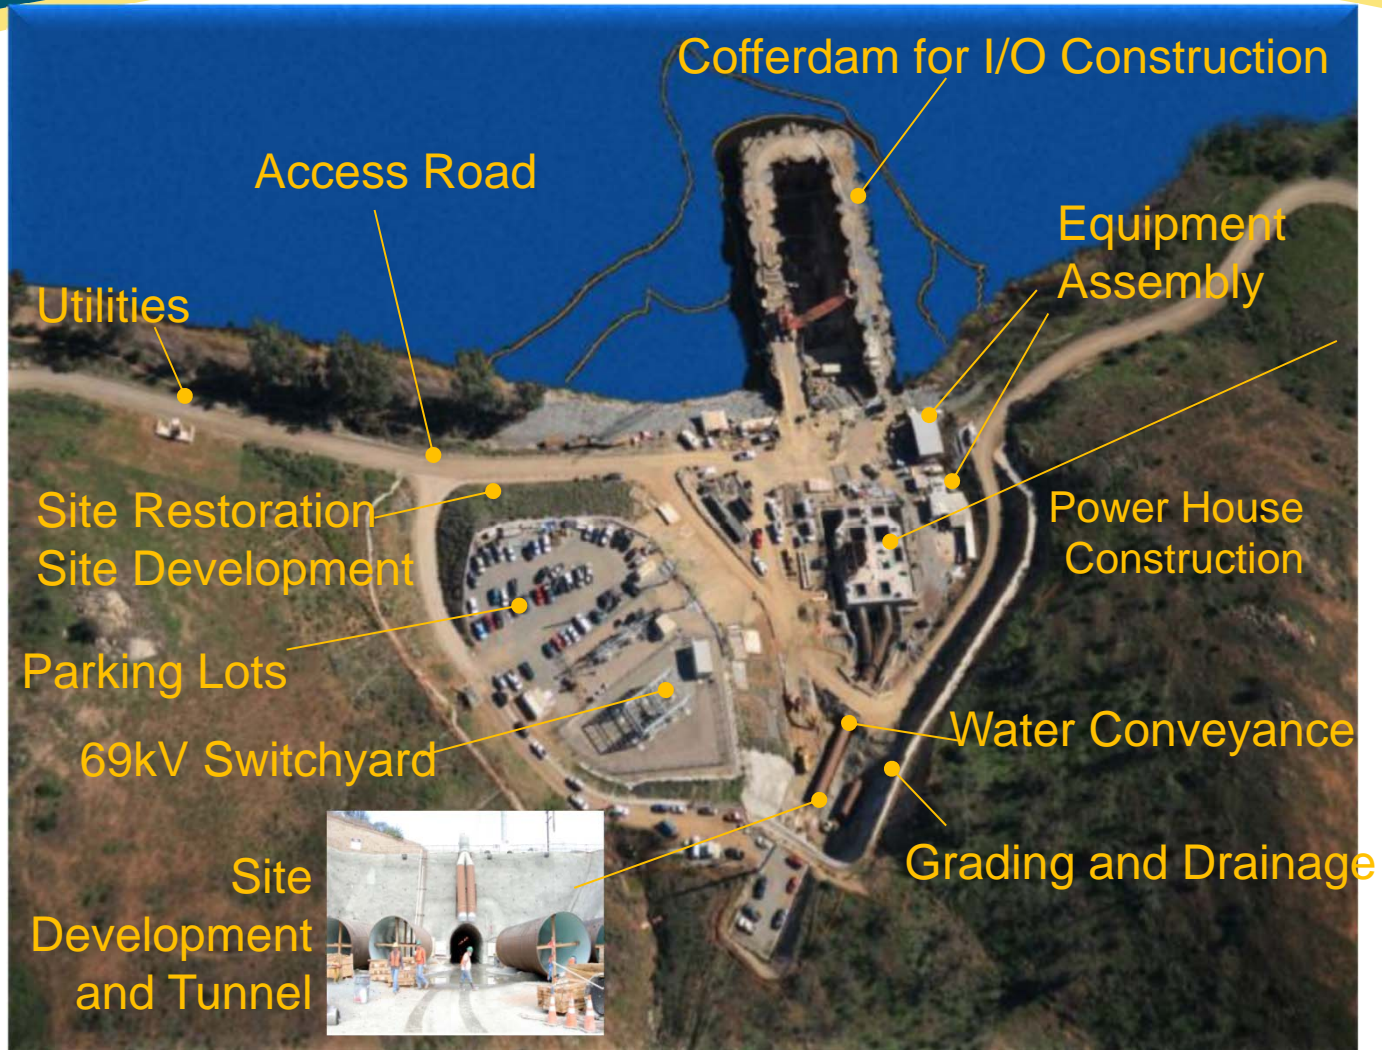 Cofferdam for I/O Construction
Access Road
Equipment
Assembly
Utilities
Site Restoration
Site Development
Power House
Construction
Parking Lots
69kV Switchyard
Water Conveyance
Grading and Drainage
Site
Development
and Tunnel